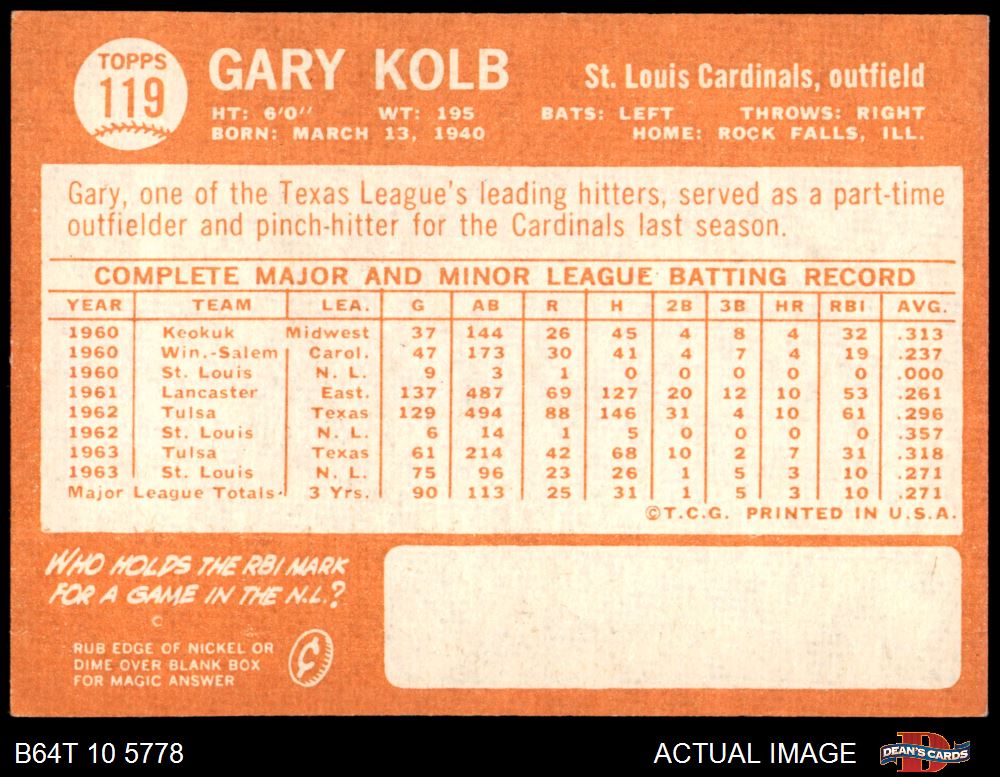 TOPPS
119
GARY KOLB
St. Louis Cardinals, outfield
HT: 6'0" WT: 195 BATS: LEFT THROWS: RIGHT
BORN: MARCH 13, 1940 HOME: ROCK FALLS, ILL.
Gary, one of the Texas League's leading hitters, served as a part-time
outfielder and pinch-hitter for the Cardinals last season.
COMPLETE MAJOR AND MINOR LEAGUE BATTING RECORD
YEAR TEAM LEA. G AB R H 2B 3B HR RBI AVG.
1960 Keokuk Midwest 37 144 26 45 4 8 4 32 .313
1960 Win.-Salem Carol. 47 173 30 41 4 7 4 19 .237
1960 St. Louis N. L. 9 3 1 0 0 0 0 0 .000
1961 Lancaster East. 137 487 69 127 20 12 10 53 .261
1962 Tulsa Texas 129 494 88 146 31 4 10 61 .296
1962 St. Louis N. L. 6 14 1 5 0 0 0 0 .357
1963 Tulsa Texas 61 214 42 68 10 2 7 31 .318
1963 St. Louis N. L. 75 96 23 26 1 5 3 10 .271
Major League Totals 3 Yrs. 90 113 25 31 1 5 3 10 .271
©T.C.G. PRINTED IN U.S.A.
WHO HOLDS THE RBI MARK
FOR A GAME IN THE N.L.?
C
RUB EDGE OF NICKEL OR
DIME OVER BLANK BOX
FOR MAGIC ANSWER
¢
B64T 10 5778
ACTUAL IMAGE
D
DEAN'S CARDS